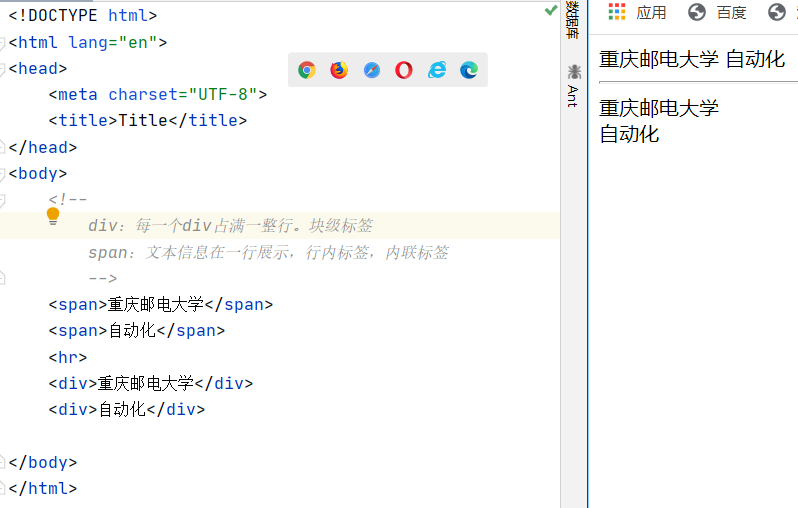 <!DOCTYPE html>
<html lang="en">
<head>
<meta charset="UTF-8">
<title>Title</title>
</head>
<body>
<!--
div：每一个div占满一整行。块级标签
span：文本信息在一行展示，行内标签，内联标签
-->
<span>重庆邮电大学</span>
<span>自动化</span>
<hr>
<div>重庆邮电大学</div>
<div>自动化</div>
</body>
</html>
数据库
Ant
应用 百度
重庆邮电大学 自动化
重庆邮电大学
自动化